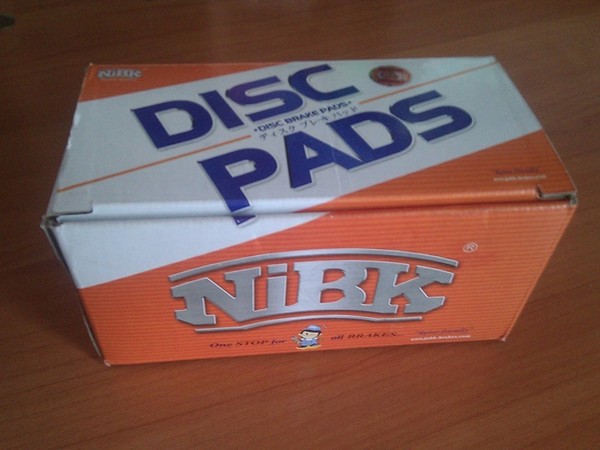 NiBK
DISC
•DISC BRAKE PADS•
ディスク ブレーキ パッド
PADS
NiBK ®
One STOP for all BRAKES...